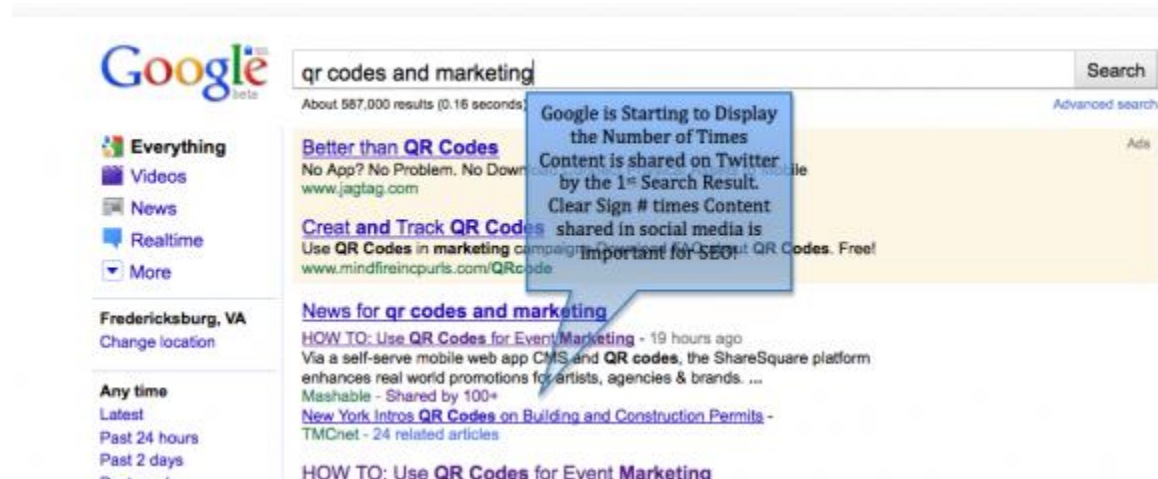 Google
beta
qr codes and marketing
Search
About 587,000 results (0.16 seconds)
Advanced search
Everything
Videos
News
Realtime
More
Fredericksburg, VA
Change location
Any time
Latest
Past 24 hours
Past 2 days
Ads
Better than QR Codes
No App? No Problem. No
www.jagtag.com
Creat and Track QR Codes
Use QR Codes in marketing campaigns. QR Codes. Free!
www.mindfireincpurls.com/QRcode
Google is Starting to Display
the Number of Times
Content is shared on Twitter
by the 1st Search Result.
Clear Sign # times Content
shared in social media is
important for SEO!
News for qr codes and marketing
HOW TO: Use QR Codes for Event Marketing - 19 hours ago
Via a self-serve mobile web app CMS and QR codes, the ShareSquare platform
enhances real world promotions for artists, agencies & brands. ...
Mashable - Shared by 100+
New York Intros QR Codes on Building and Construction Permits -
TMCnet - 24 related articles
HOW TO: Use QR Codes for Event Marketing